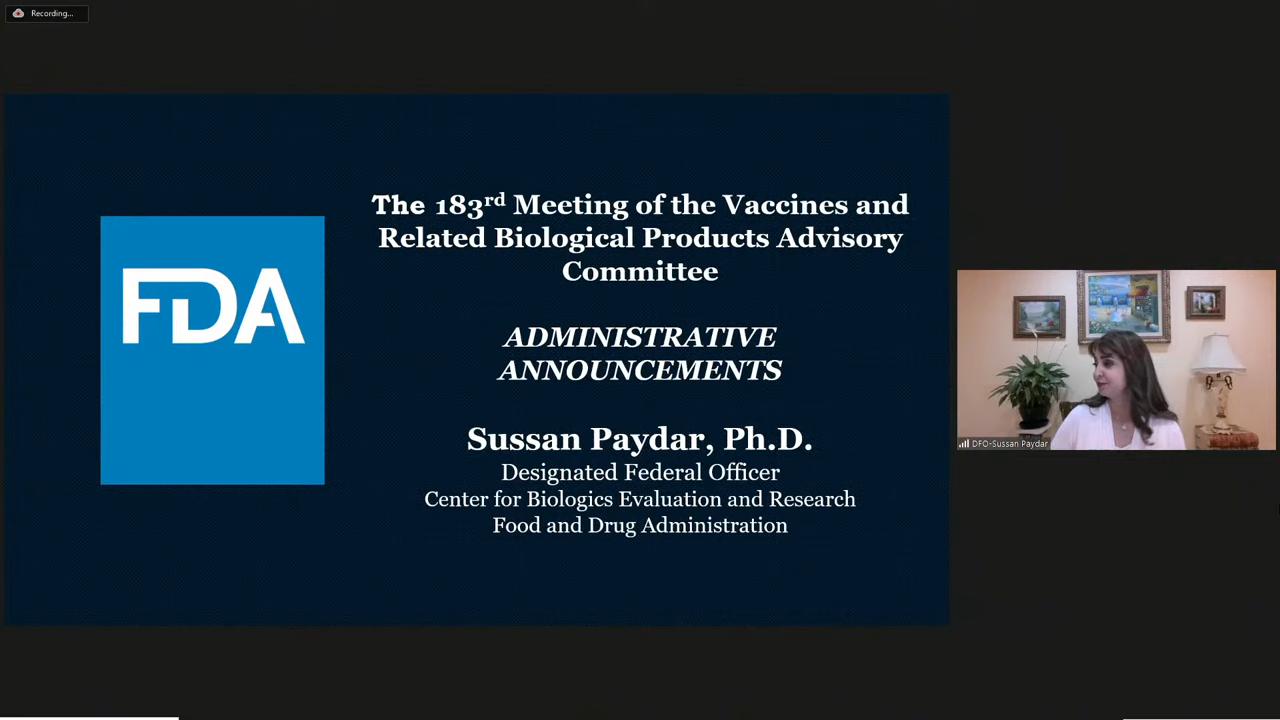 Recording...
The 183rd Meeting of the Vaccines and
Related Biological Products Advisory
Committee
ADMINISTRATIVE
ANNOUNCEMENTS
Sussan Paydar, Ph.D.
Designated Federal Officer
Center for Biologics Evaluation and Research
Food and Drug Administration
FDA
DFO-Sussan Paydar